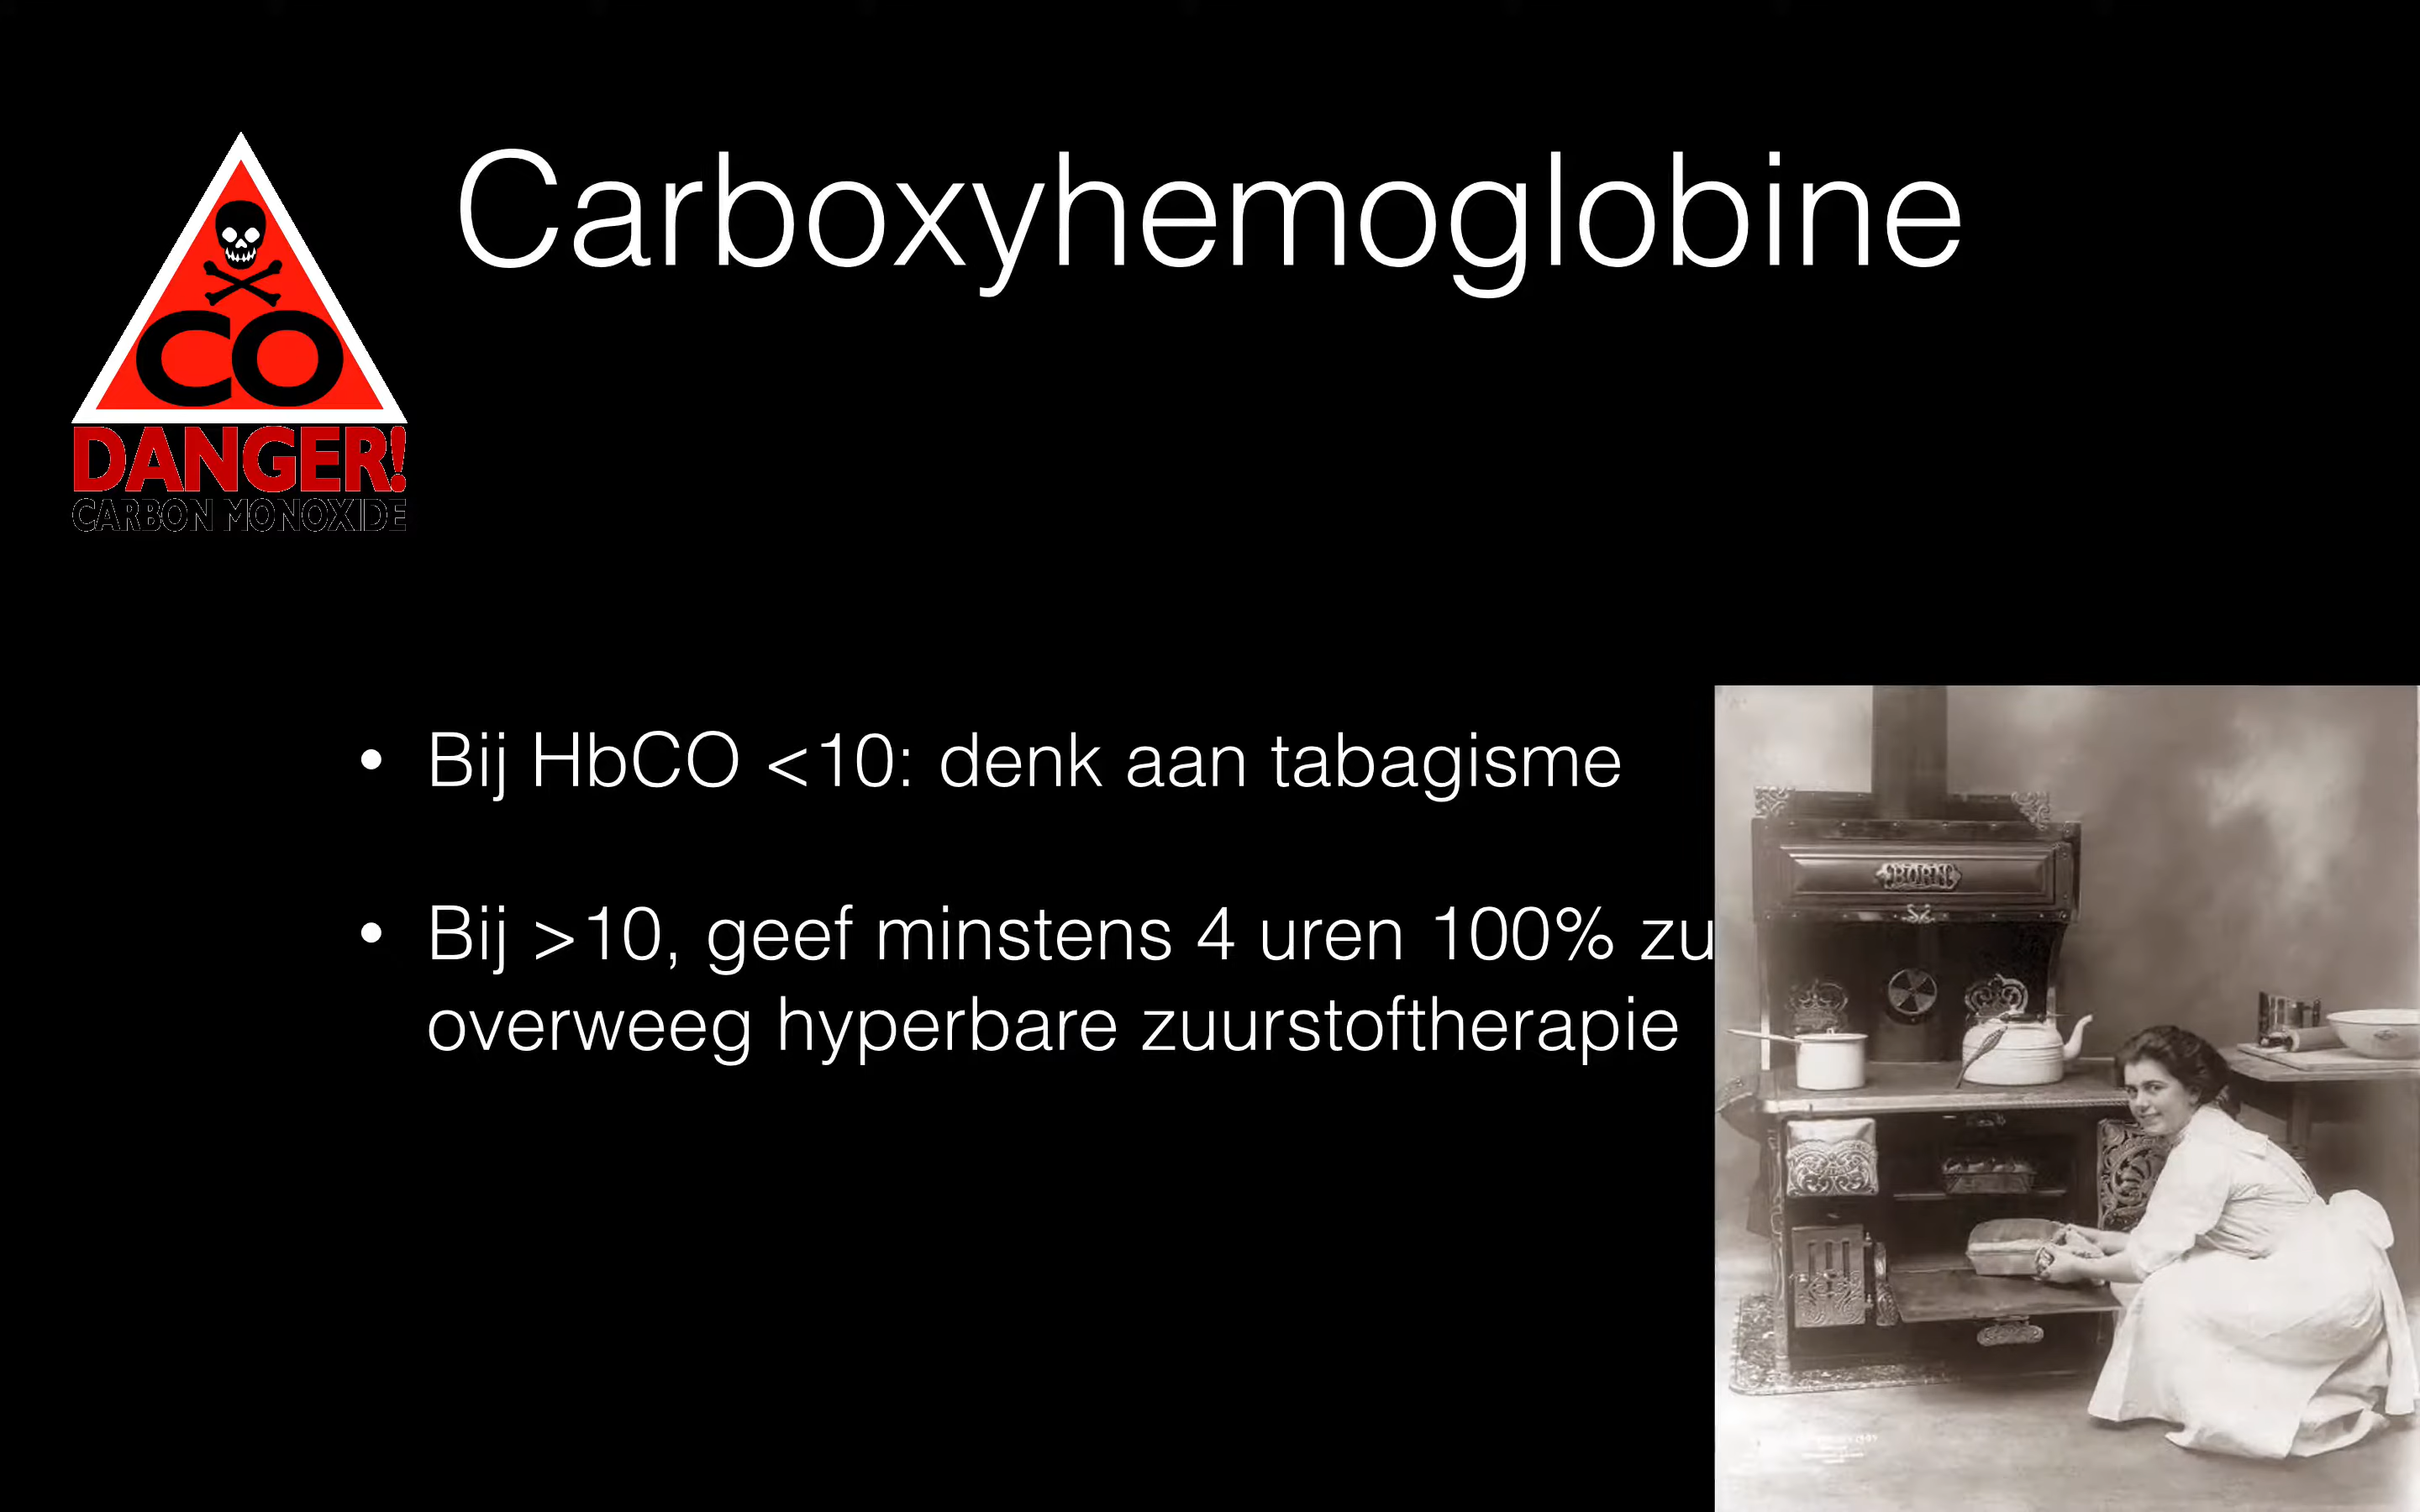 Carboxyhemoglobine
CO
DANGER!
CARBON MONOXIDE
• Bij HbCO <10: denk aan tabagisme
• Bij >10, geef minstens 4 uren 100% zu
overweeg hyperbare zuurstoftherapie
BORN